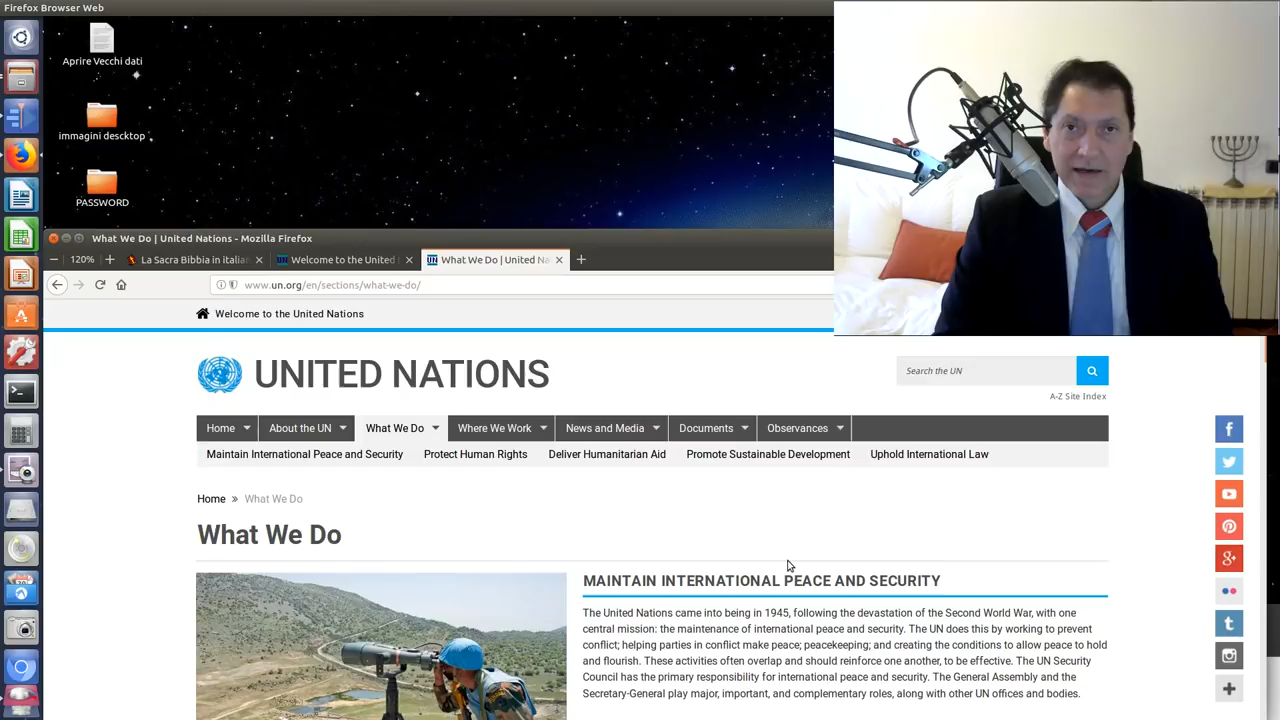 Firefox Browser Web
Aprire Vecchi dati
immagini descktop
PASSWORD
What We Do | United Nations - Mozilla Firefox
120%
La Sacra Bibbia in italian
Welcome to the United
What We Do | United Na
www.un.org/en/sections/what-we-do/
Welcome to the United Nations
UNITED NATIONS
Search the UN
A-Z Site Index
Home
About the UN
What We Do
Where We Work
News and Media
Documents
Observances
Maintain International Peace and Security
Protect Human Rights
Deliver Humanitarian Aid
Promote Sustainable Development
Uphold International Law
Home » What We Do
What We Do
MAINTAIN INTERNATIONAL PEACE AND SECURITY
The United Nations came into being in 1945, following the devastation of the Second World War, with one
central mission: the maintenance of international peace and security. The UN does this by working to prevent
conflict; helping parties in conflict make peace; peacekeeping; and creating the conditions to allow peace to hold
and flourish. These activities often overlap and should reinforce one another, to be effective. The UN Security
Council has the primary responsibility for international peace and security. The General Assembly and the
Secretary-General play major, important, and complementary roles, along with other UN offices and bodies.